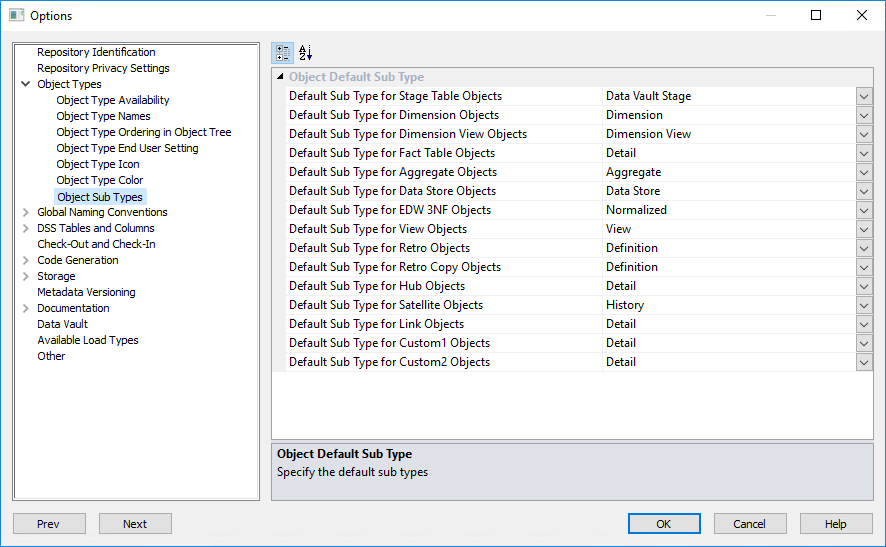 Options
Repository Identification
Repository Privacy Settings
Object Types
Object Type Availability
Object Type Names
Object Type Ordering in Object Tree
Object Type End User Setting
Object Type Icon
Object Type Color
Object Sub Types
Global Naming Conventions
DSS Tables and Columns
Check-Out and Check-In
Code Generation
Storage
Metadata Versioning
Documentation
Data Vault
Available Load Types
Other
A Z
Object Default Sub Type
Default Sub Type for Stage Table Objects Data Vault Stage
Default Sub Type for Dimension Objects Dimension
Default Sub Type for Dimension View Objects Dimension View
Default Sub Type for Fact Table Objects Detail
Default Sub Type for Aggregate Objects Aggregate
Default Sub Type for Data Store Objects Data Store
Default Sub Type for EDW 3NF Objects Normalized
Default Sub Type for View Objects View
Default Sub Type for Retro Objects Definition
Default Sub Type for Retro Copy Objects Definition
Default Sub Type for Hub Objects Detail
Default Sub Type for Satellite Objects History
Default Sub Type for Link Objects Detail
Default Sub Type for Custom1 Objects Detail
Default Sub Type for Custom2 Objects Detail
Object Default Sub Type
Specify the default sub types
Prev Next OK Cancel Help